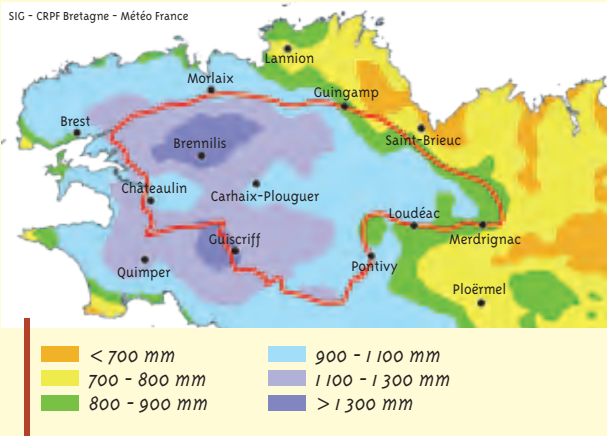 SIG - CRPF Bretagne - Météo France
Lannion
Morlaix
Guingamp
Brest
Saint-Brieuc
Brennilis
Châteaulin
Carhaix-Plouguer
Loudéac
Guiscriff
Merdrignac
Quimper
Pontivy
Ploërmel
< 700 mm
900 - 1 100 mm
700 - 800 mm
1 100 - 1 300 mm
800 - 900 mm
> 1 300 mm